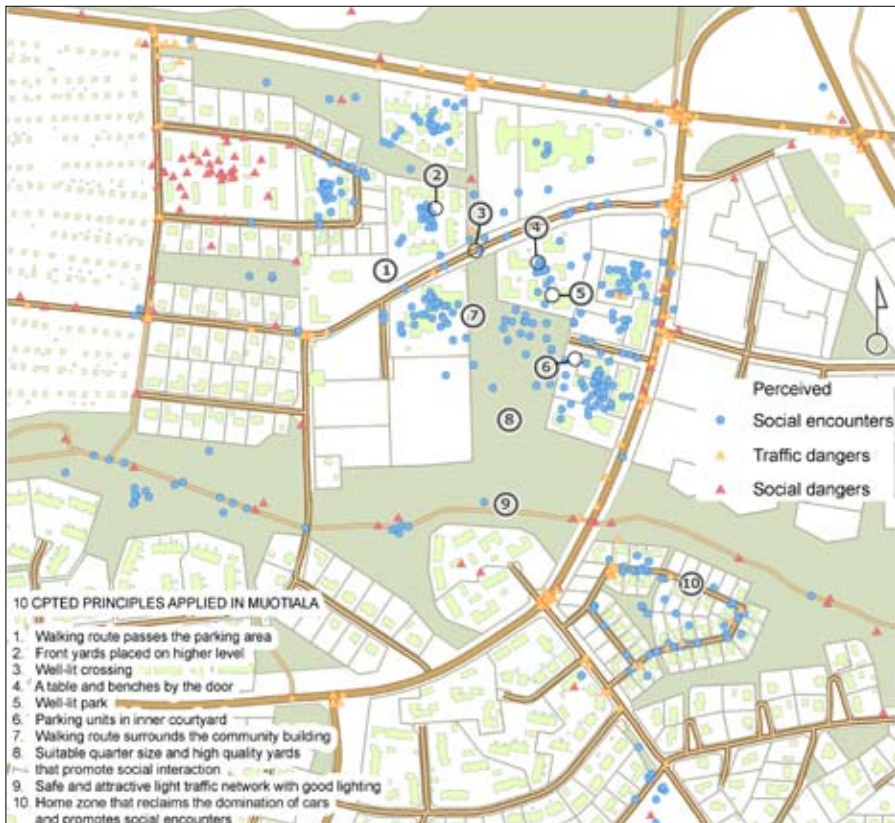 2
3
4
1
5
7
6
8
9
10
Perceived
Social encounters
Traffic dangers
Social dangers
10 CPTED PRINCIPLES APPLIED IN MUOTIALA
1. Walking route passes the parking area
2. Front yards placed on higher level
3. Well-lit crossing
4. A table and benches by the door
5. Well-lit park
6. Parking units in inner courtyard
7. Walking route surrounds the community building
8. Suitable quarter size and high quality yards
that promote social interaction
9. Safe and attractive light traffic network with good lighting
10. Home zone that reclaims the domination of cars
and promotes social encounters